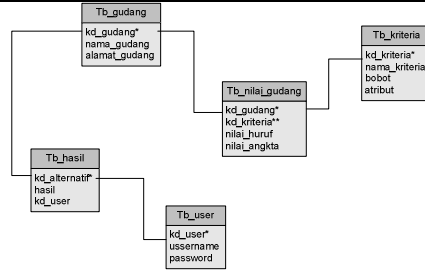 Tb_gudang
kd_gudang*
nama_gudang
alamat_gudang
Tb_kriteria
kd_kriteria*
nama_kriteria
bobot
atribut
Tb_nilai_gudang
kd_gudang*
kd_kriteria**
nilai_huruf
nilai_angkta
Tb_hasil
kd_alternatif*
hasil
kd_user
Tb_user
kd_user*
ussername
password